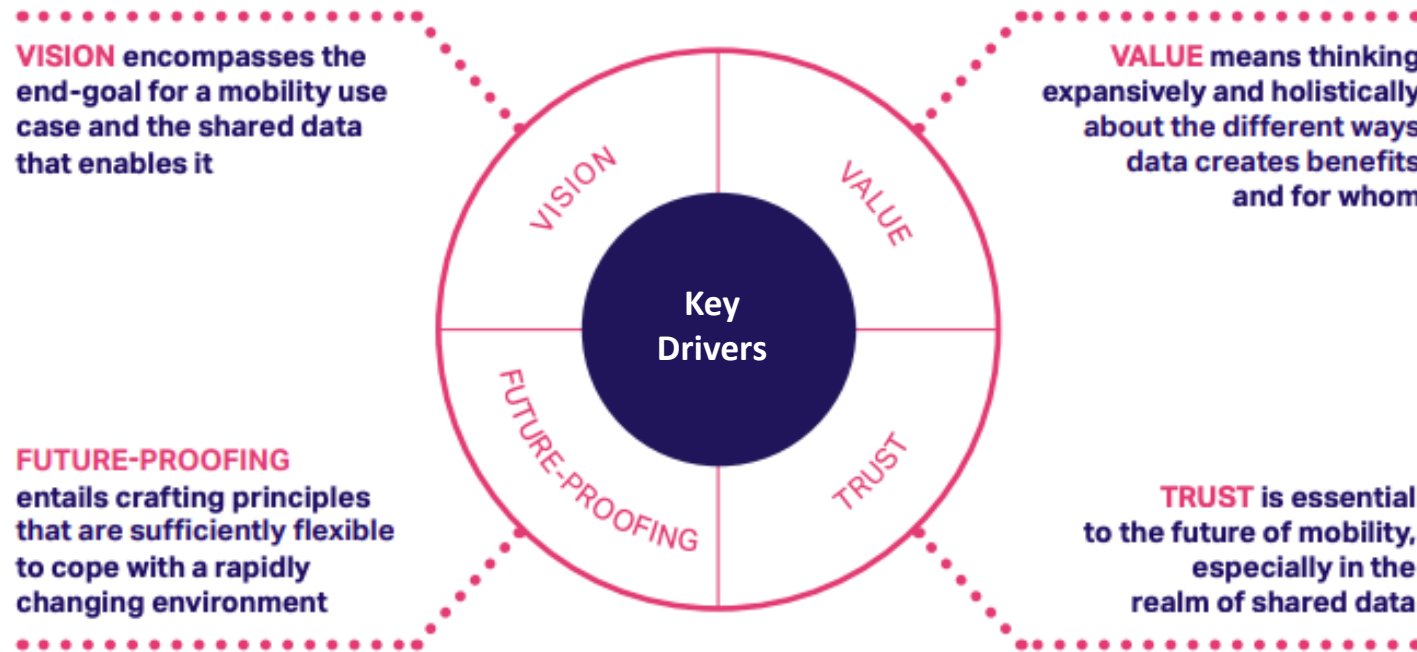 VISION encompasses the
end-goal for a mobility use
case and the shared data
that enables it
VALUE means thinking
expansively and holistically
about the different ways
data creates benefits
and for whom
VISION
VALUE
Key
Drivers
FUTURE-PROOFING
TRUST
FUTURE-PROOFING
entails crafting principles
that are sufficiently flexible
to cope with a rapidly
changing environment
TRUST is essential
to the future of mobility,
especially in the
realm of shared data